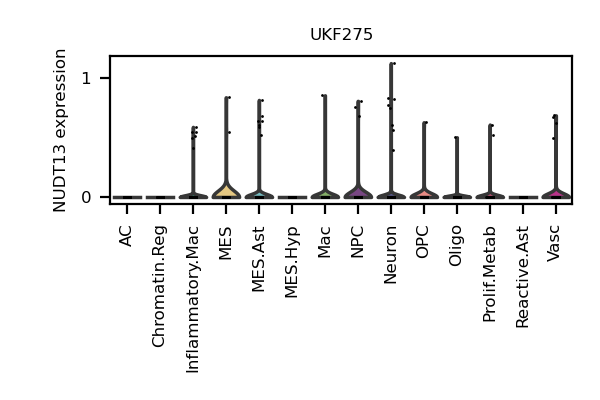 UKF275
NUDT13 expression
1
0
AC
Chromatin.Reg
Inflammatory.Mac
MES
MES.Ast
MES.Hyp
Mac
NPC
Neuron
OPC
Oligo
Prolif.Metab
Reactive.Ast
Vasc